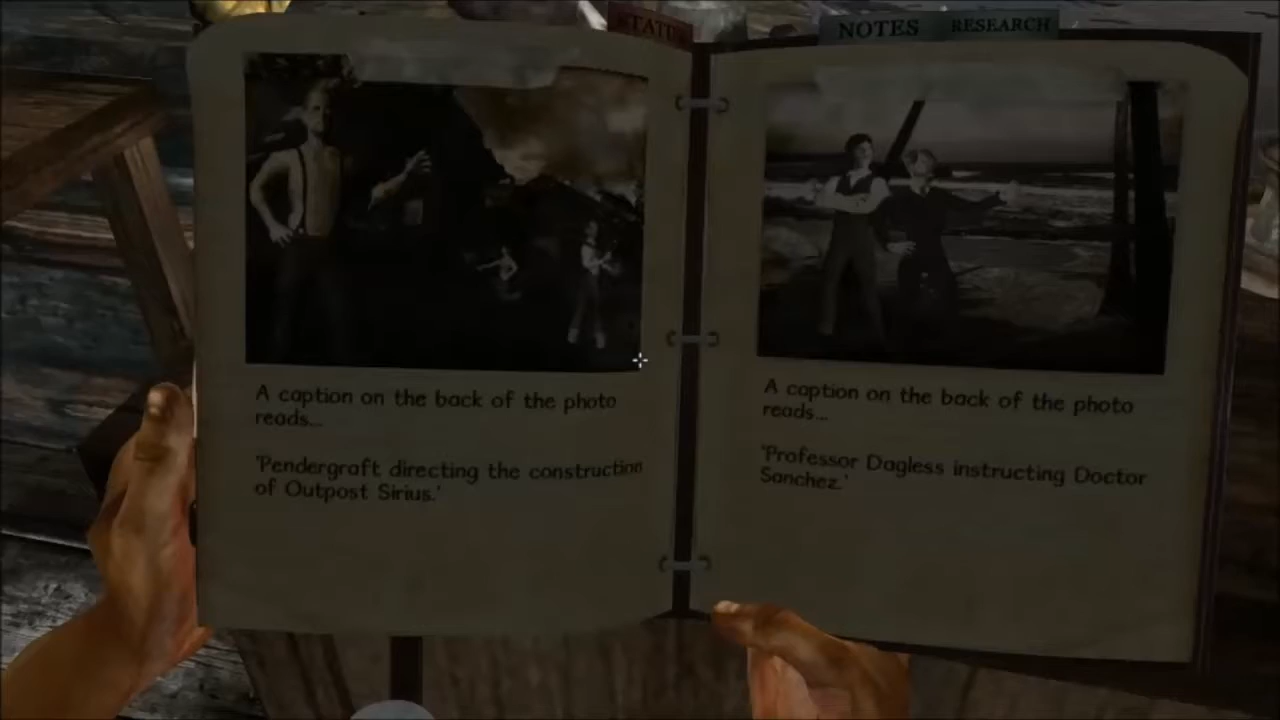 STATUS
NOTES
RESEARCH
A caption on the back of the photo
reads...
'Pendergraft directing the construction
of Outpost Sirius.'
A caption on the back of the photo
reads...
'Professor Dagless instructing Doctor
Sanchez.'